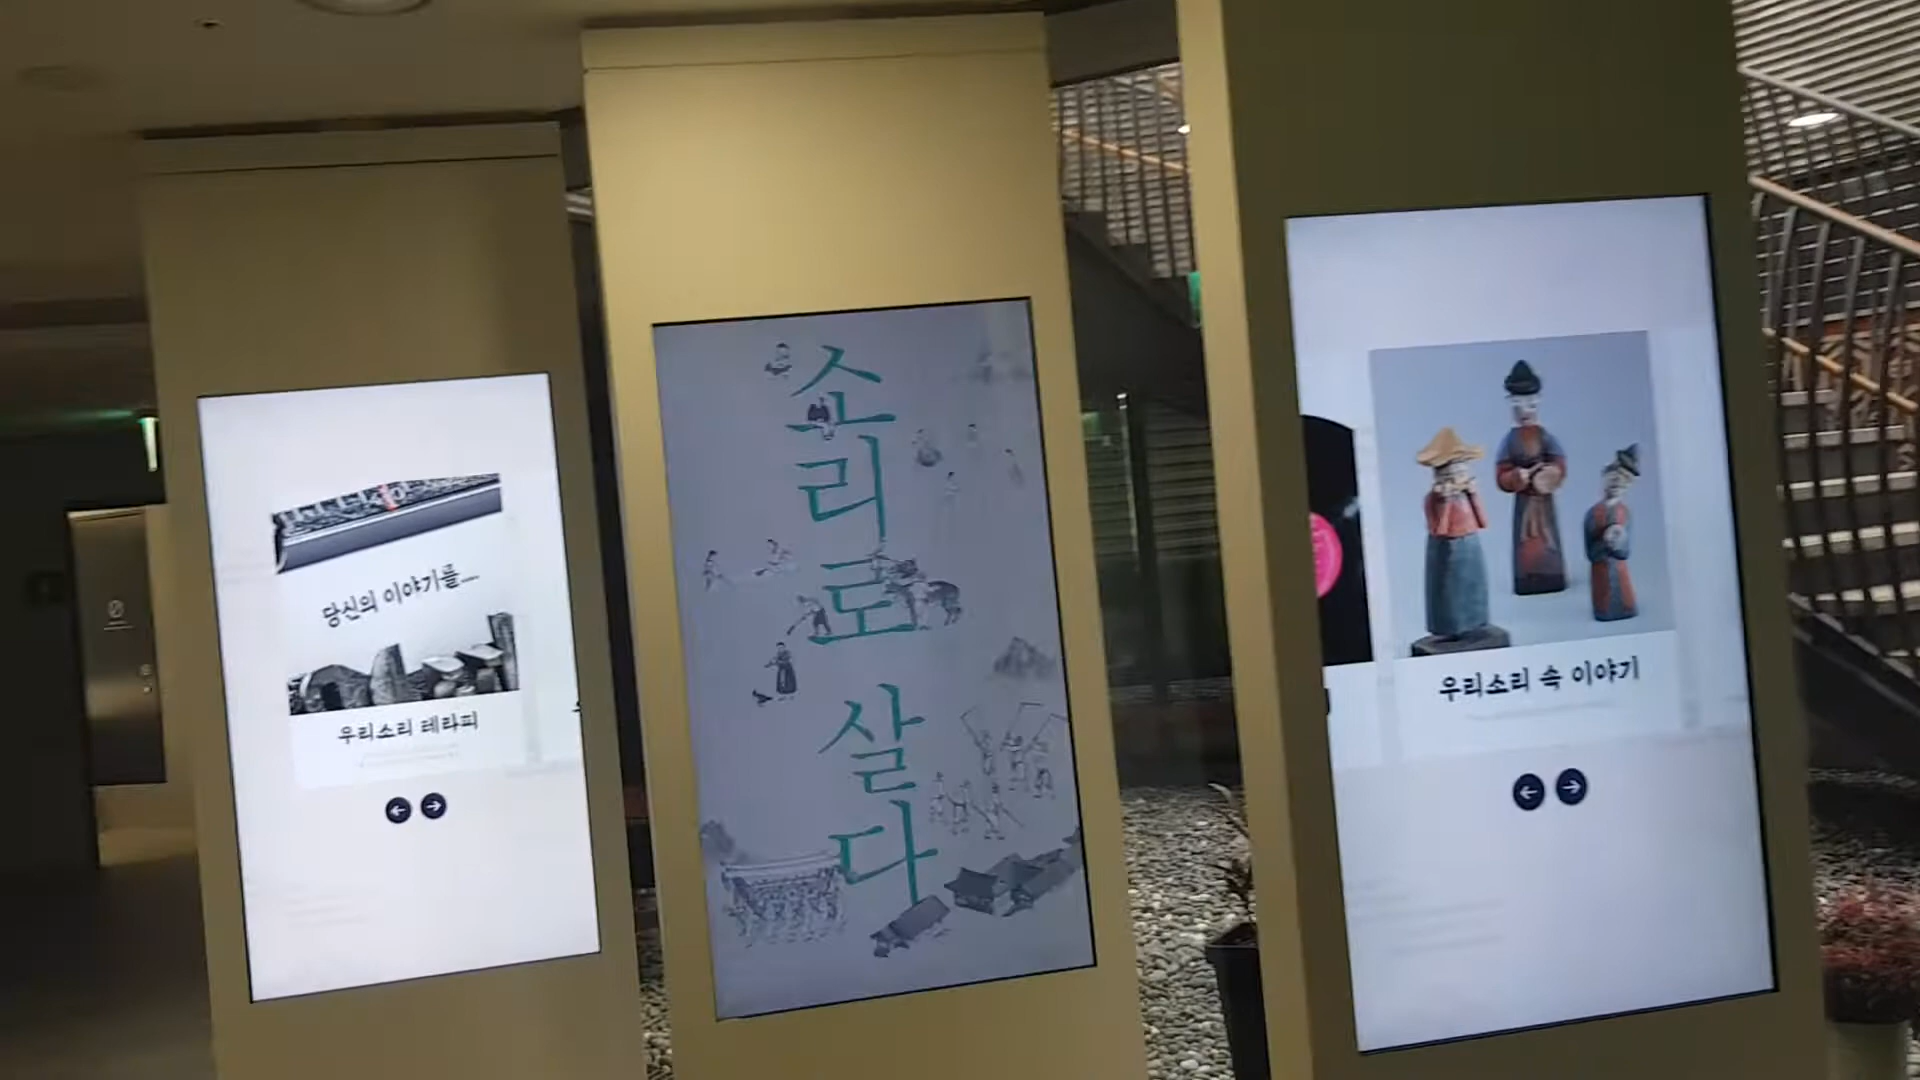 당신의 이야기를....
우리소리 테라피
소리로 살다
우리소리 속 이야기